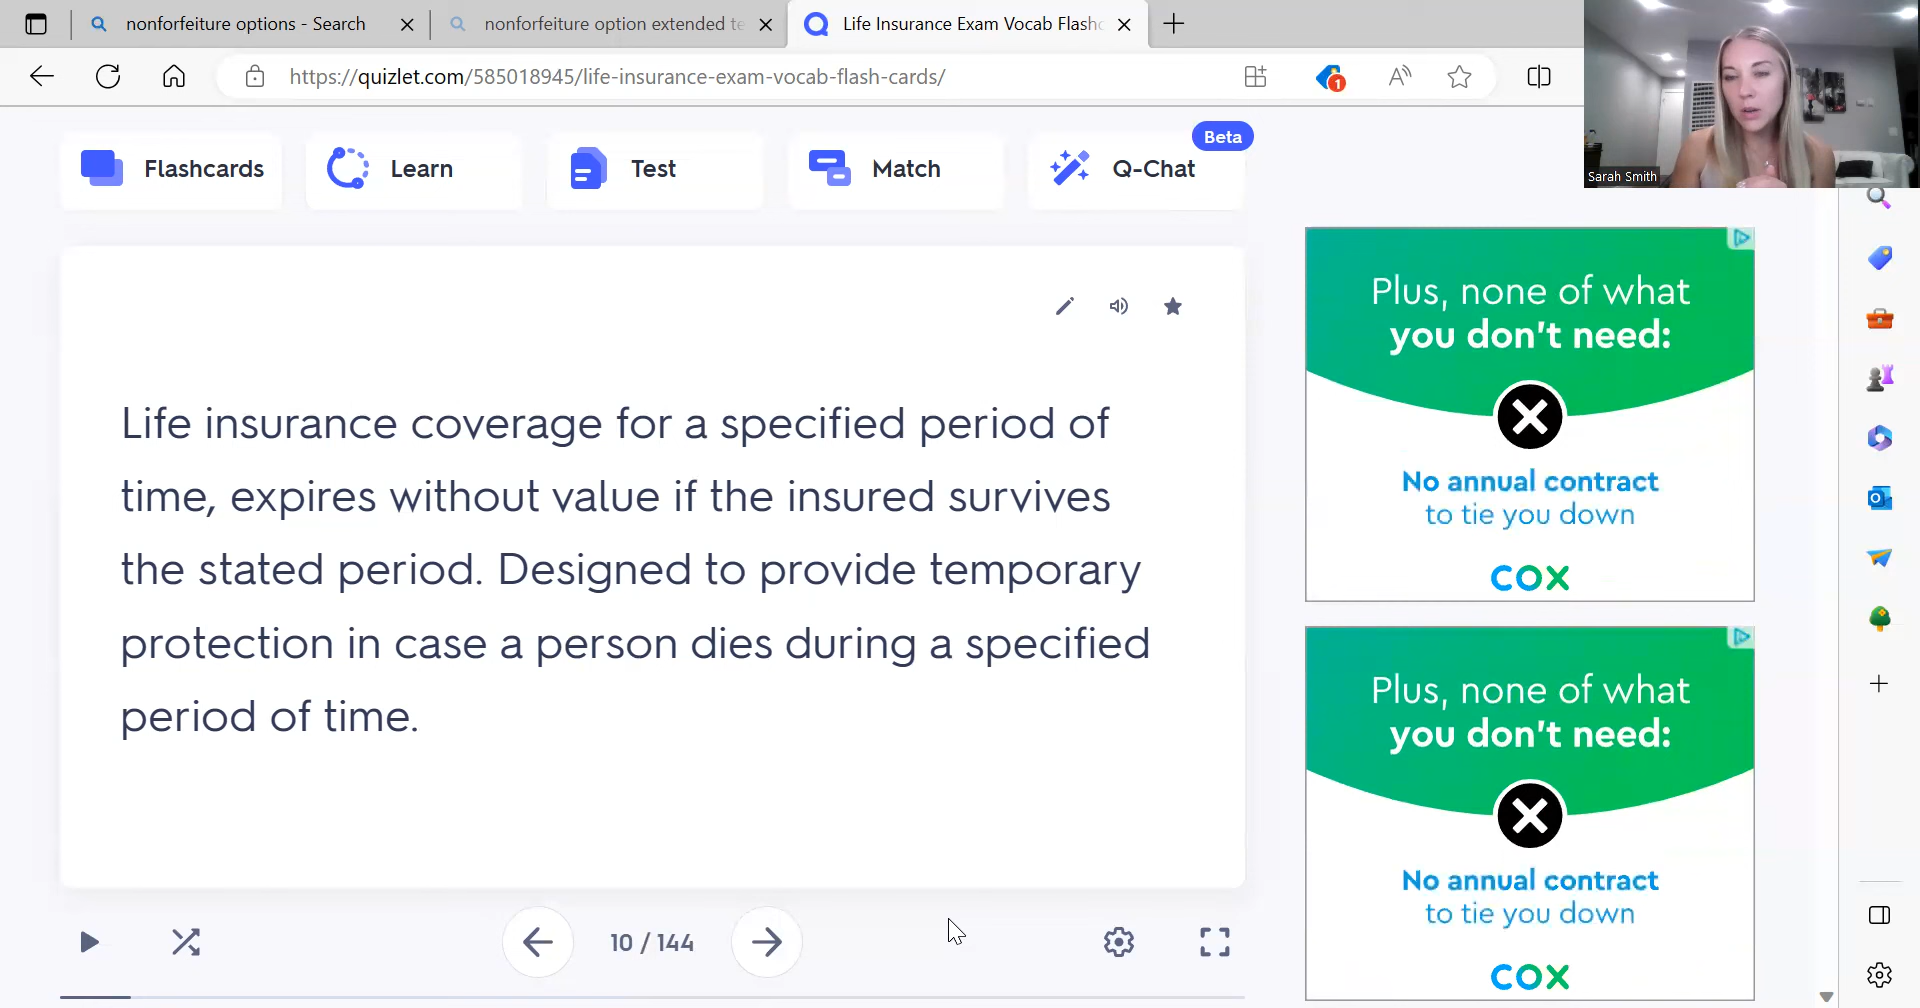 nonforfeiture options - Search
nonforfeiture option extended te
Life Insurance Exam Vocab Flashc
https://quizlet.com/585018945/life-insurance-exam-vocab-flash-cards/
1
Sarah Smith
Beta
Flashcards
Learn
Test
Match
Q-Chat
Life insurance coverage for a specified period of
time, expires without value if the insured survives
the stated period. Designed to provide temporary
protection in case a person dies during a specified
period of time.
10 / 144
Plus, none of what
you don't need:
No annual contract
to tie you down
COX
Plus, none of what
you don't need:
No annual contract
to tie you down
COX